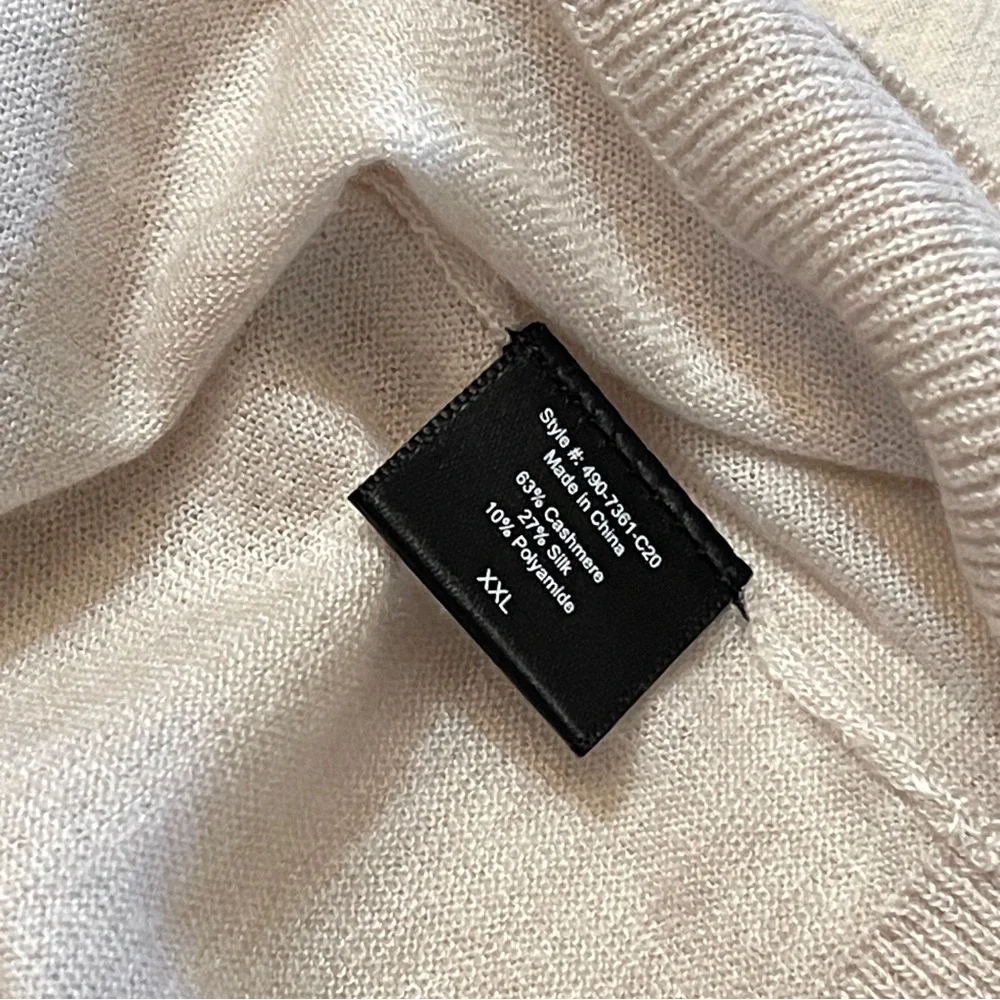 Style #: 490-7361-C20
Made in China
63% Cashmere
27% Silk
10% Polyamide
XXL